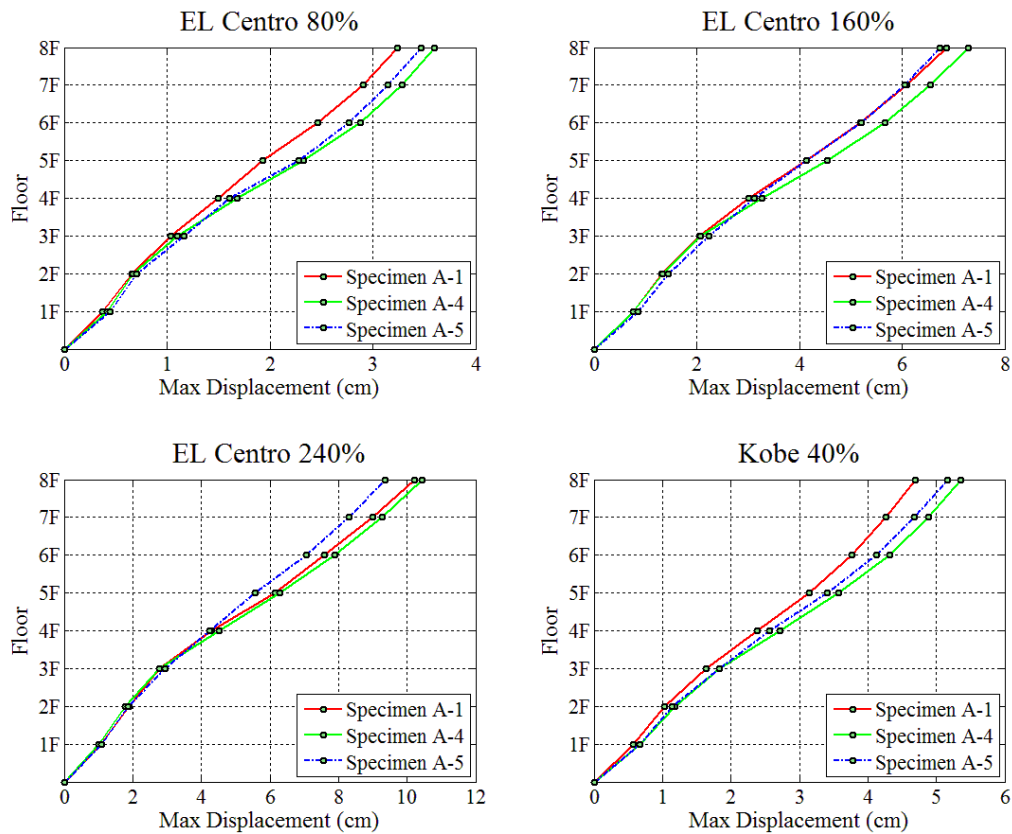 EL Centro 80%
8F
7F
6F
5F
4F
3F
2F
1F
Floor
0 1 2 3 4
Max Displacement (cm)
Specimen A-1
Specimen A-4
Specimen A-5
EL Centro 160%
8F
7F
6F
5F
4F
3F
2F
1F
Floor
0 2 4 6 8
Max Displacement (cm)
Specimen A-1
Specimen A-4
Specimen A-5
EL Centro 240%
8F
7F
6F
5F
4F
3F
2F
1F
Floor
0 2 4 6 8 10 12
Max Displacement (cm)
Specimen A-1
Specimen A-4
Specimen A-5
Kobe 40%
8F
7F
6F
5F
4F
3F
2F
1F
Floor
0 1 2 3 4 5 6
Max Displacement (cm)
Specimen A-1
Specimen A-4
Specimen A-5